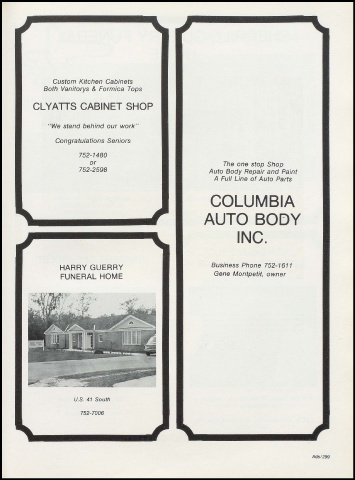 Custom Kitchen Cabinets
Both Vanitorys & Formica Tops
CLYATTS CABINET SHOP
"We stand behind our work"
Congratulations Seniors
752-1480
or
752-2598
HARRY GUERRY
FUNERAL HOME
U.S. 41 South
752-7006
The one stop Shop
Auto Body Repair and Paint
A Full Line of Auto Parts
COLUMBIA
AUTO BODY
INC.
Business Phone 752-1611
Gene Montpetit, owner
Ads/299